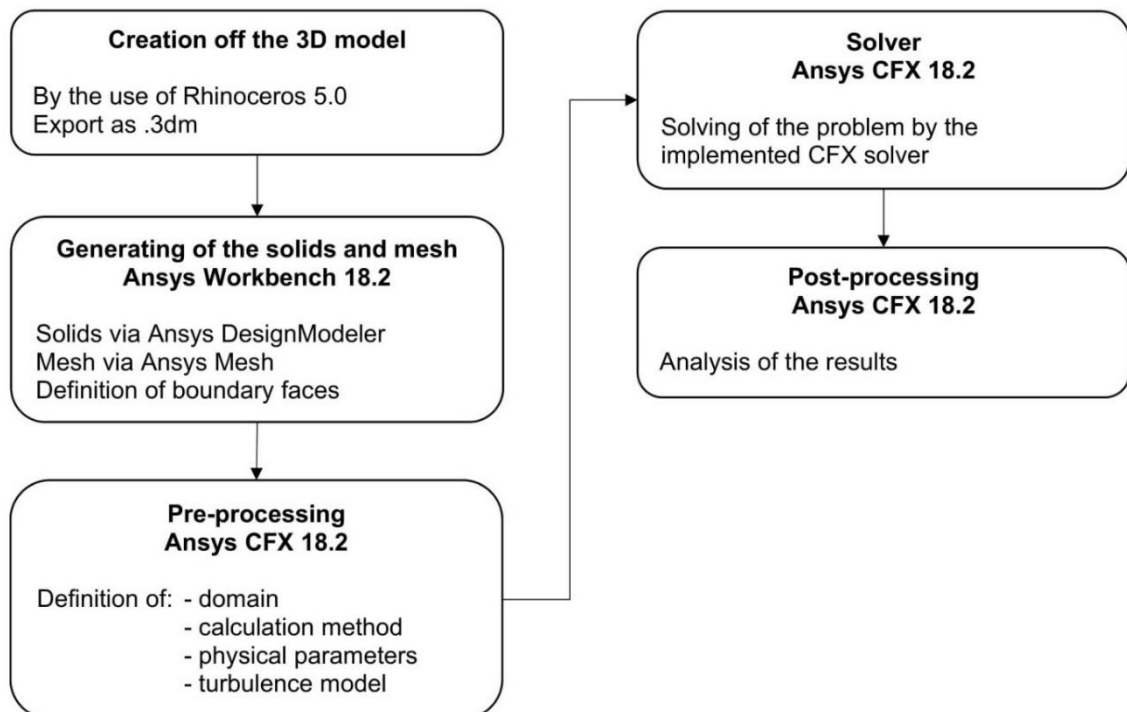 Creation off the 3D model
By the use of Rhinoceros 5.0
Export as .3dm
Generating of the solids and mesh
Ansys Workbench 18.2
Solids via Ansys DesignModeler
Mesh via Ansys Mesh
Definition of boundary faces
Pre-processing
Ansys CFX 18.2
Definition of: - domain
- calculation method
- physical parameters
- turbulence model
Solver
Ansys CFX 18.2
Solving of the problem by the
implemented CFX solver
Post-processing
Ansys CFX 18.2
Analysis of the results